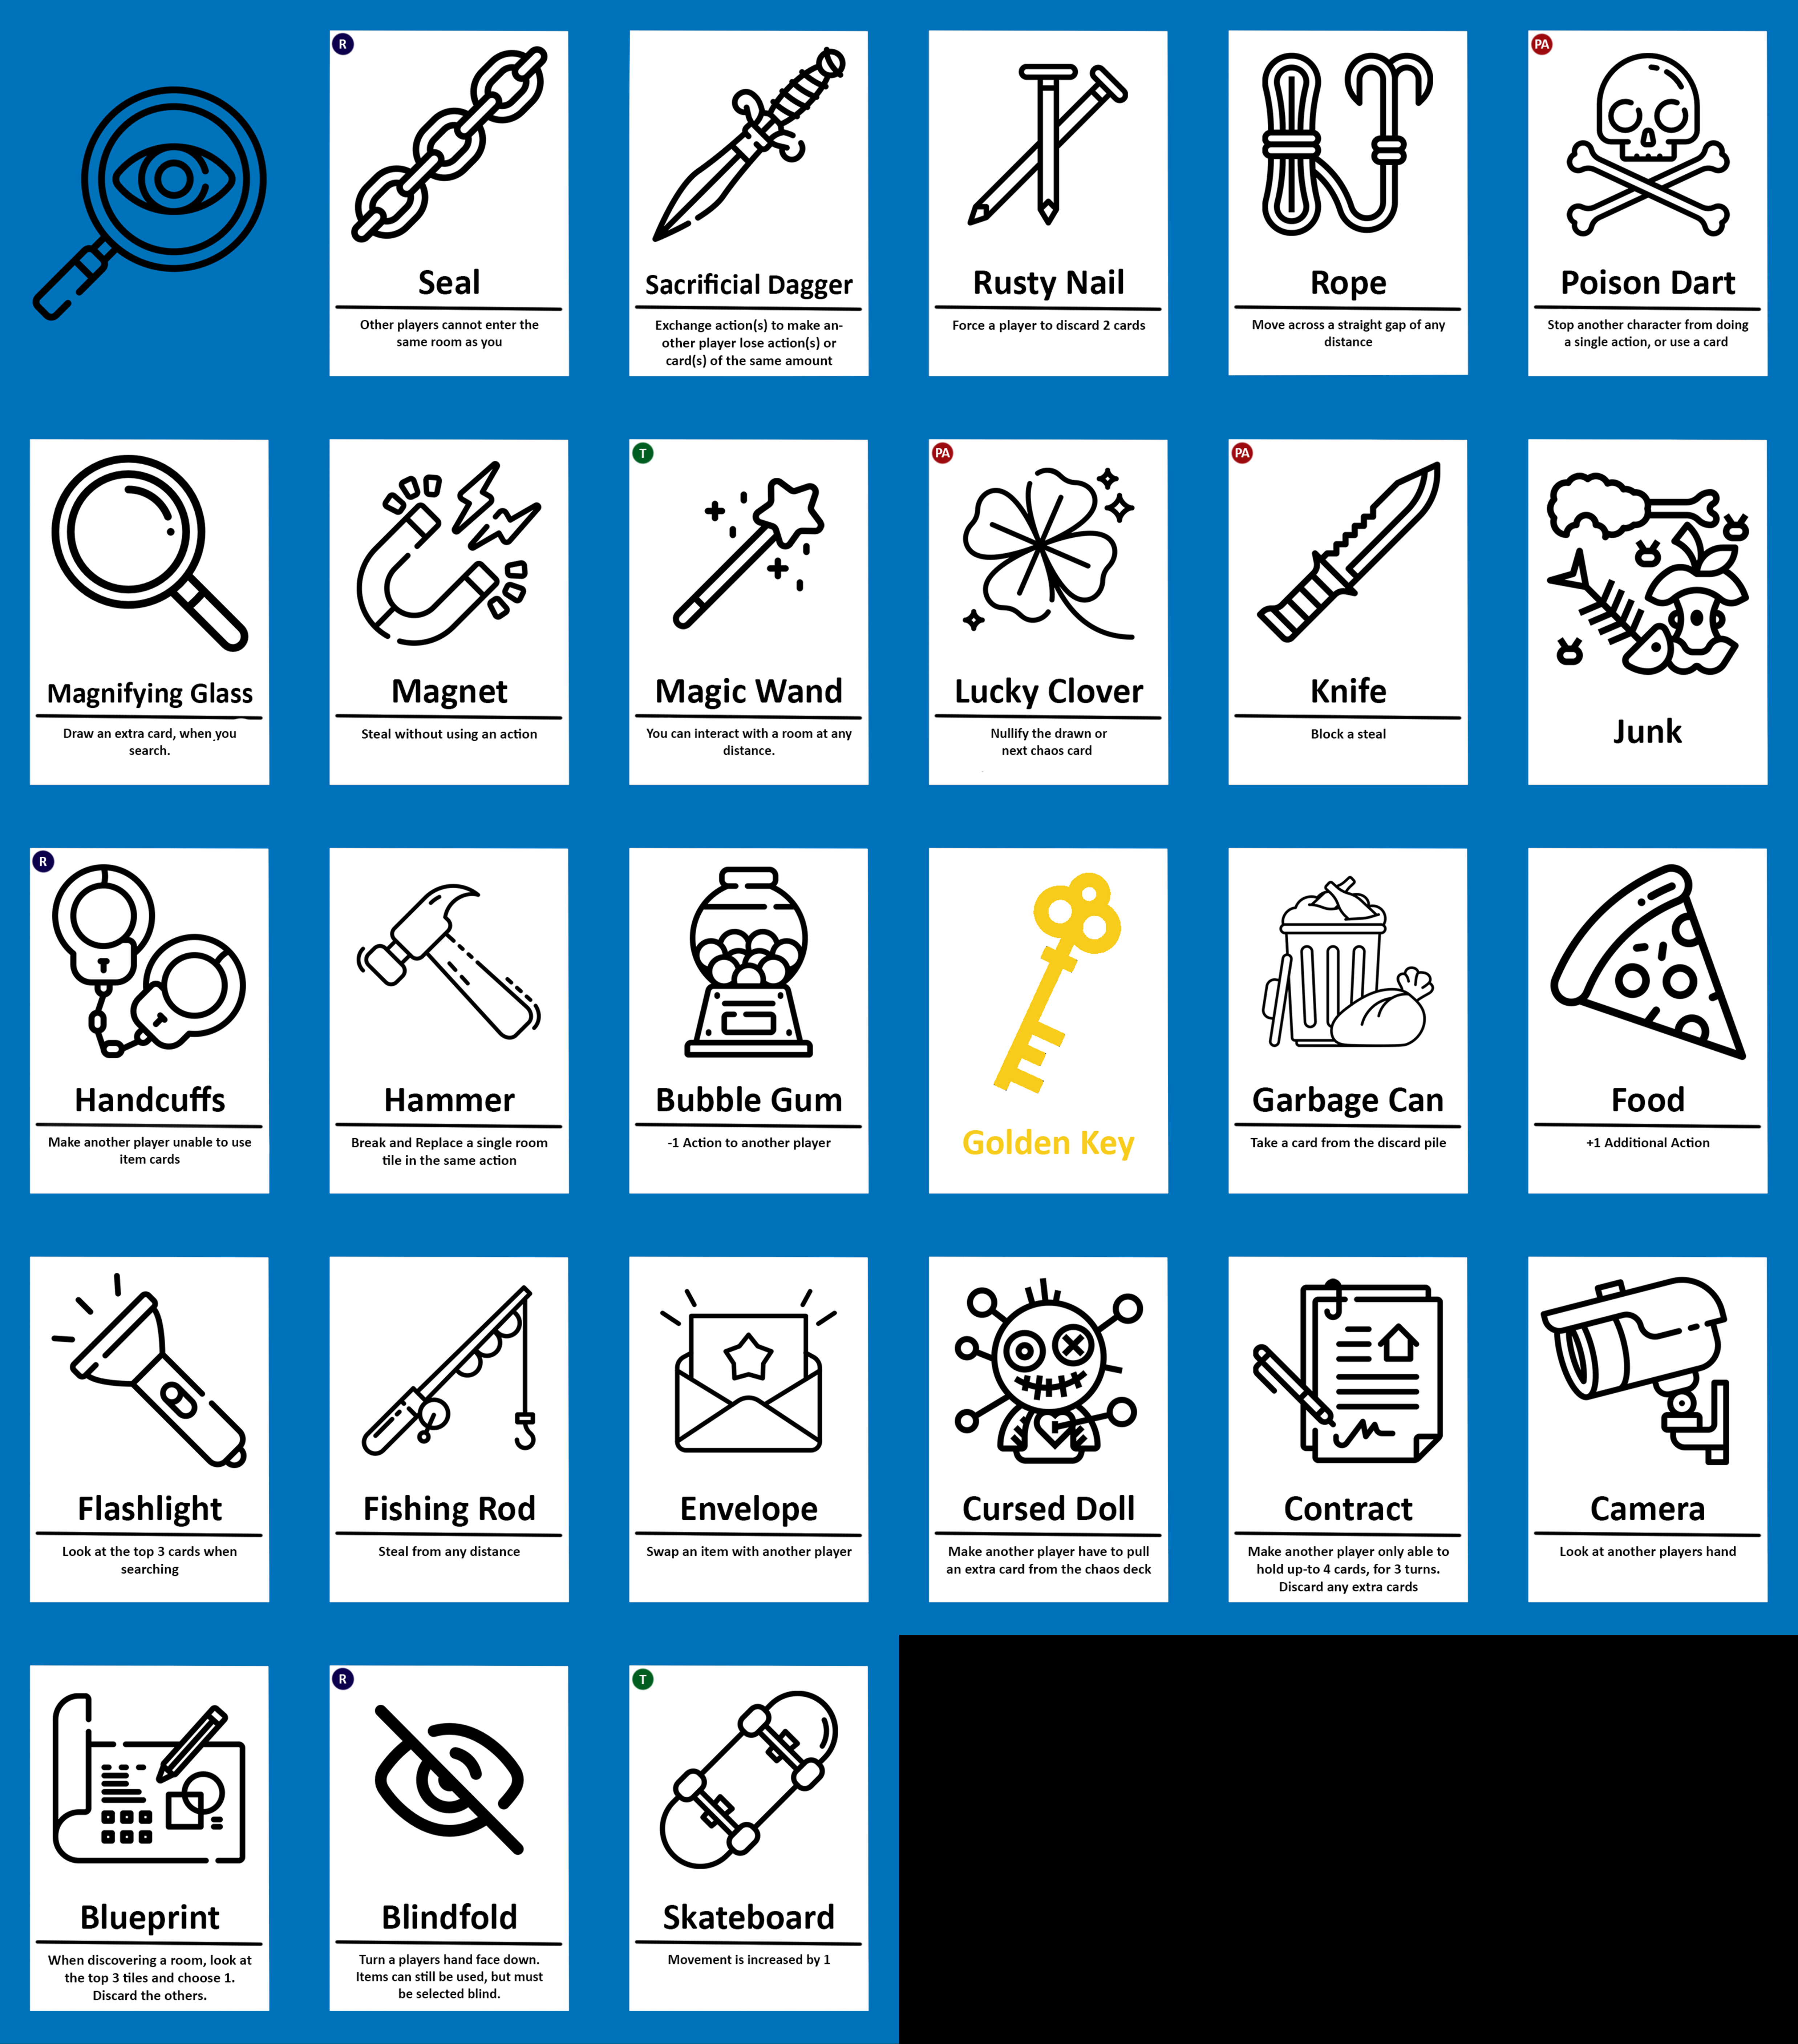 R
Seal
Other players cannot enter the
same room as you
Sacrificial Dagger
Exchange action(s) to make an-
other player lose action(s) or
card(s) of the same amount
Rusty Nail
Force a player to discard 2 cards
Rope
Move across a straight gap of any
distance
PA
Poison Dart
Stop another character from doing
a single action, or use a card
Magnifying Glass
Draw an extra card, when you
search.
Magnet
Steal without using an action
T
Magic Wand
You can interact with a room at any
distance.
PA
Lucky Clover
Nullify the drawn or
next chaos card
PA
Knife
Block a steal
Junk
R
Handcuffs
Make another player unable to use
item cards
Hammer
Break and Replace a single room
tile in the same action
Bubble Gum
-1 Action to another player
Golden Key
Garbage Can
Take a card from the discard pile
Food
+1 Additional Action
Flashlight
Look at the top 3 cards when
searching
Fishing Rod
Steal from any distance
Envelope
Swap an item with another player
Cursed Doll
Make another player have to pull
an extra card from the chaos deck
Contract
Make another player only able to
hold up-to 4 cards, for 3 turns.
Discard any extra cards
Camera
Look at another players hand
Blueprint
When discovering a room, look at
the top 3 tiles and choose 1.
Discard the others.
R
Blindfold
Turn a players hand face down.
Items can still be used, but must
be selected blind.
T
Skateboard
Movement is increased by 1